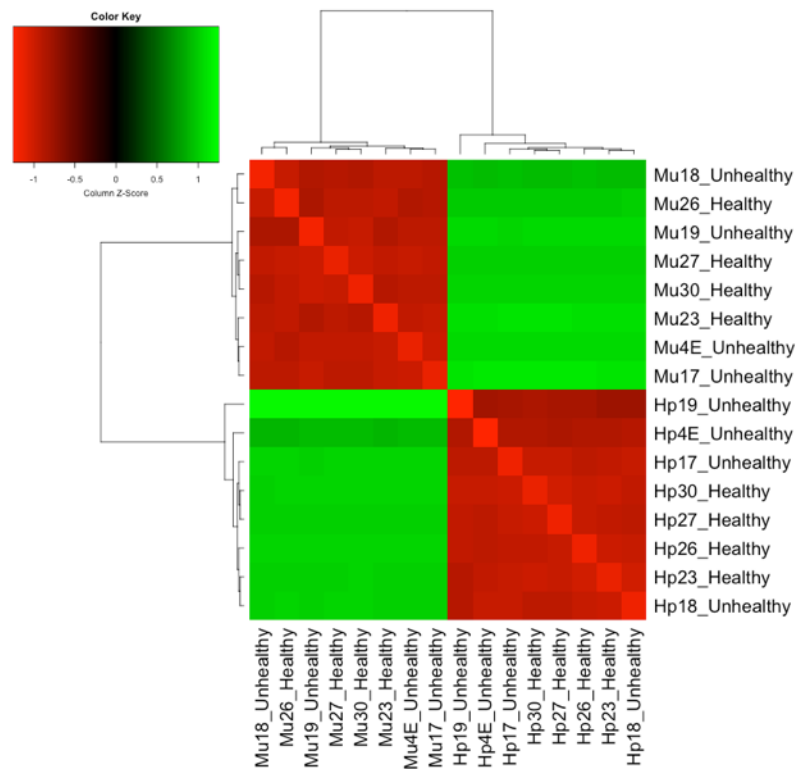 Color Key
-1 -0.5 0 0.5 1
Column Z-Score
Mu18_Unhealthy
Mu26_Healthy
Mu19_Unhealthy
Mu27_Healthy
Mu30_Healthy
Mu23_Healthy
Mu4E_Unhealthy
Mu17_Unhealthy
Hp19_Unhealthy
Hp4E_Unhealthy
Hp17_Unhealthy
Hp30_Healthy
Hp27_Healthy
Hp26_Healthy
Hp23_Healthy
Hp18_Unhealthy
Mu18_Unhealthy
Mu26_Healthy
Mu19_Unhealthy
Mu27_Healthy
Mu30_Healthy
Mu23_Healthy
Mu4E_Unhealthy
Mu17_Unhealthy
Hp19_Unhealthy
Hp4E_Unhealthy
Hp17_Unhealthy
Hp30_Healthy
Hp27_Healthy
Hp26_Healthy
Hp23_Healthy
Hp18_Unhealthy